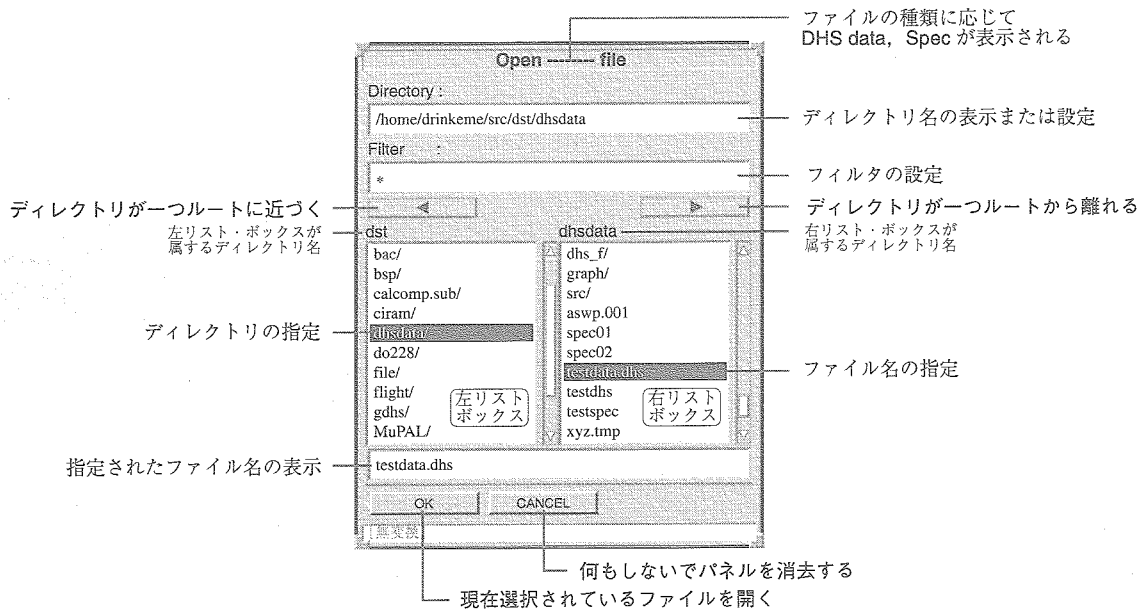 ファイルの種類に応じて
DHS data，Spec が表示される
Open -------- file
Directory :
/home/drinkeme/src/dst/dhsdata
ディレクトリ名の表示または設定
Filter :
*
フィルタの設定
ディレクトリが一つルートに近づく
ディレクトリが一つルートから離れる
左リスト・ボックスが
属するディレクトリ名
dst
dhsdata
右リスト・ボックスが
属するディレクトリ名
bac/
bsp/
calcomp.sub/
ciram/
dhsdata/
do228/
file/
flight/
gdhs/
MuPAL/
左リスト
ボックス
ディレクトリの指定
dhs_f/
graph/
src/
aswp.001
spec01
spec02
testdata.dhs
testdhs
testspec
xyz.tmp
右リスト
ボックス
ファイル名の指定
指定されたファイル名の表示
testdata.dhs
OK
CANCEL
[無変換]
何もしないでパネルを消去する
現在選択されているファイルを開く